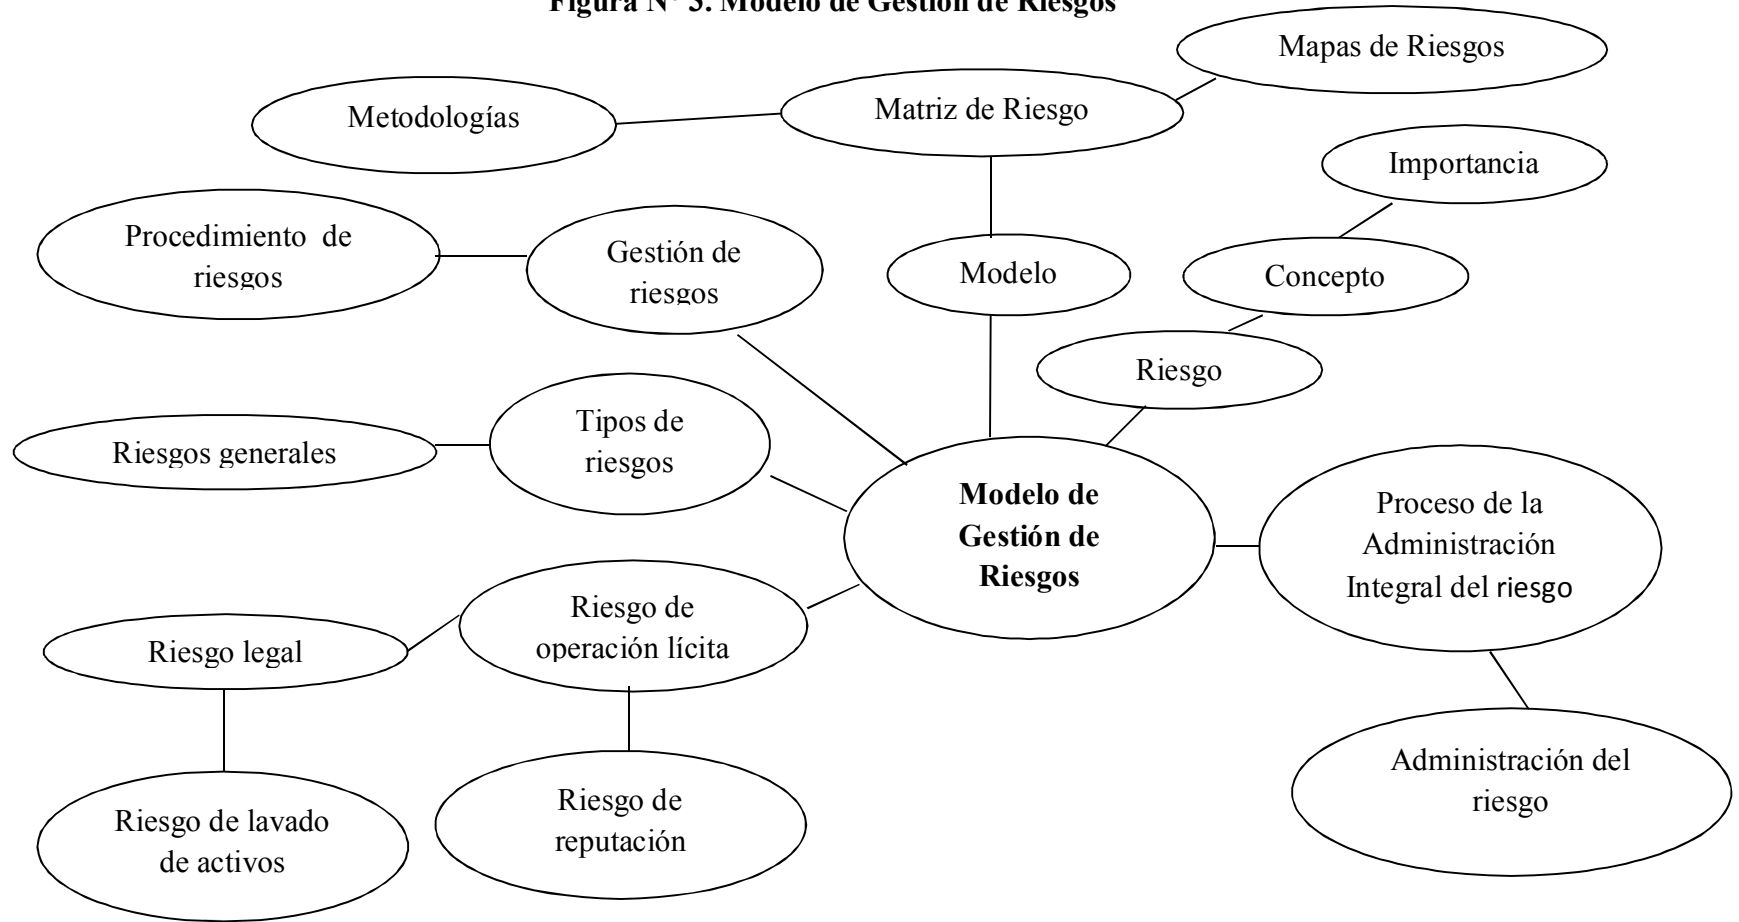 Figura N° 3. Modelo de Gestión de Riesgos
Mapas de Riesgos
Matriz de Riesgo
Metodologías
Importancia
Procedimiento de
riesgos
Gestión de
riesgos
Modelo
Concepto
Riesgo
Tipos de
riesgos
Riesgos generales
Modelo de
Gestión de
Riesgos
Proceso de la
Administración
Integral del riesgo
Riesgo de
operación lícita
Riesgo legal
Administración del
riesgo
Riesgo de
reputación
Riesgo de lavado
de activos